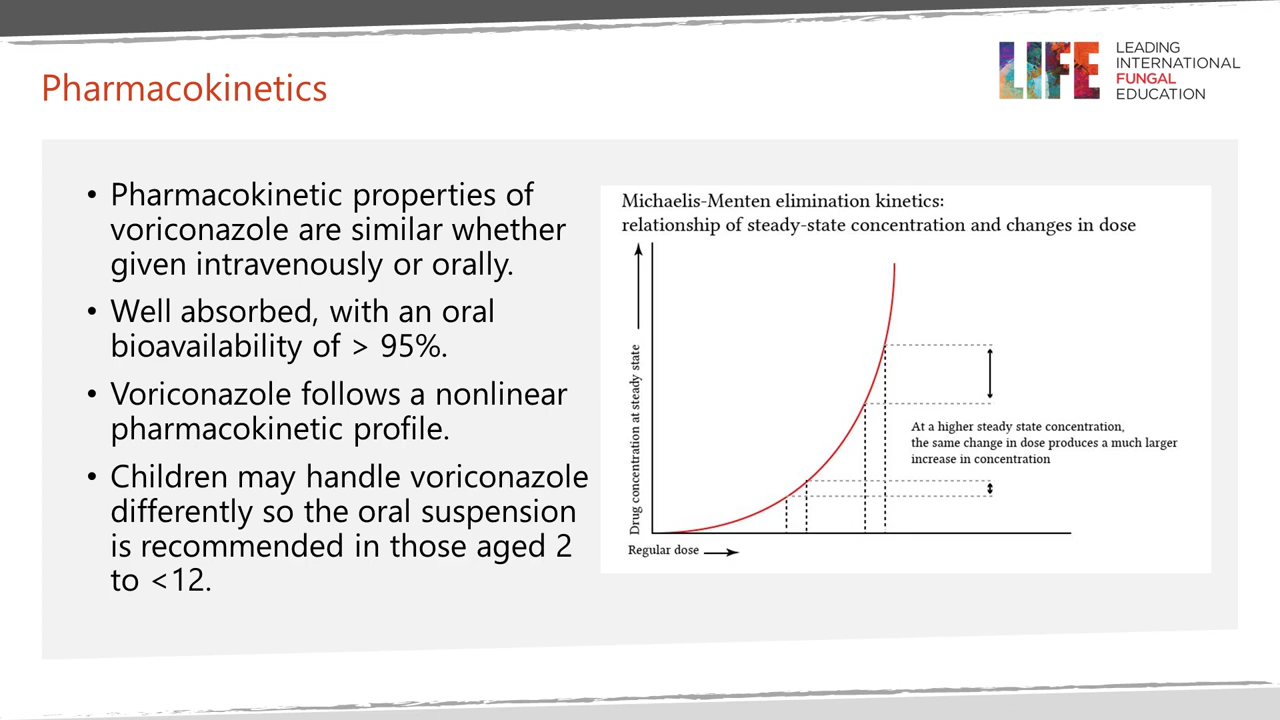 Pharmacokinetics
LIFE
LEADING
INTERNATIONAL
FUNGAL
EDUCATION
• Pharmacokinetic properties of
voriconazole are similar whether
given intravenously or orally.
• Well absorbed, with an oral
bioavailability of > 95%.
• Voriconazole follows a nonlinear
pharmacokinetic profile.
• Children may handle voriconazole
differently so the oral suspension
is recommended in those aged 2
to <12.
Michaelis-Menten elimination kinetics:
relationship of steady-state concentration and changes in dose
Drug concentration at steady state
At a higher steady state concentration,
the same change in dose produces a much larger
increase in concentration
Regular dose